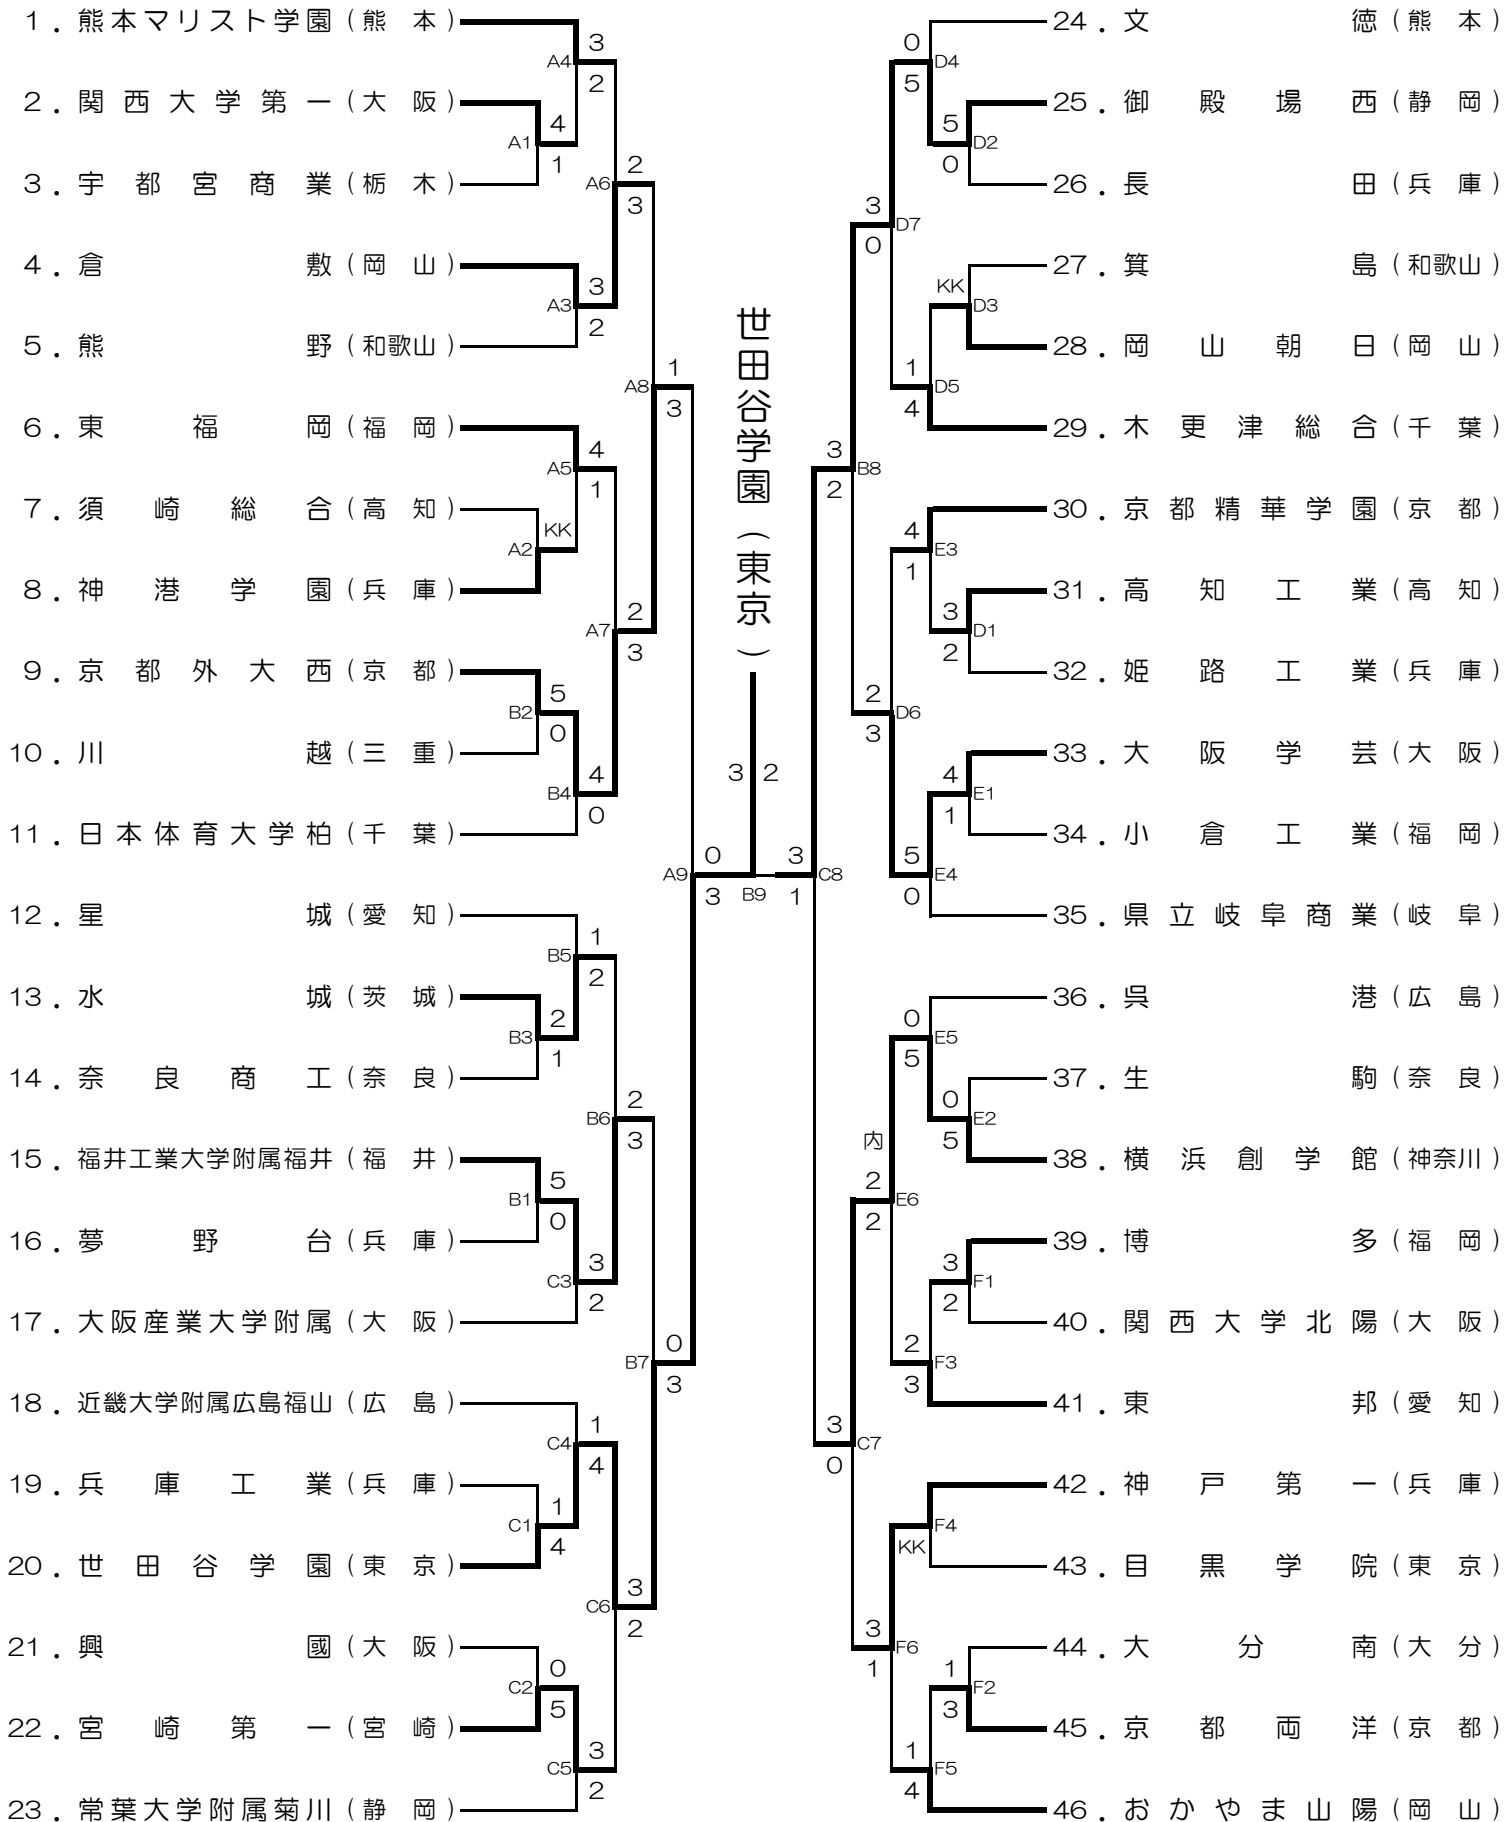 1．熊本マリスト学園（熊本）
2．関西大学第一（大阪）
3．宇都宮商業（栃木）
4．倉敷（岡山）
5．熊野（和歌山）
6．東福岡（福岡）
7．須崎総合（高知）
8．神港学園（兵庫）
9．京都外大西（京都）
10．川越（三重）
11．日本体育大学柏（千葉）
12．星城（愛知）
13．水城（茨城）
14．奈良商工（奈良）
15．福井工業大学附属福井（福井）
16．夢野台（兵庫）
17．大阪産業大学附属（大阪）
18．近畿大学附属広島福山（広島）
19．兵庫工業（兵庫）
20．世田谷学園（東京）
21．興國（大阪）
22．宮崎第一（宮崎）
23．常葉大学附属菊川（静岡）
A4 3 2
A1 4 1
A6 2 3
A3 3 2
A8 1 3
A5 4 1
A2 KK
A7 2 3
B2 5 0
B4 4 0
A9 0 3
B5 1 2
B3 2 1
B6 2 3
B1 5 0
C3 3 2
B7 0 3
C4 1 4
C1 1 4
C6 3 2
C2 0 5
C5 3 2
世田谷学園（東京）
3 2
B9
0 5 D4
5 0 D2
3 0 D7
KK D3
1 4 D5
3 2 B8
4 1 E3
3 2 D1
2 3 D6
4 1 E1
5 0 E4
3 1 C8
0 5 E5
0 5 E2
内 2 2 E6
3 2 F1
2 3 F3
3 0 C7
KK F4
3 1 F6
1 3 F2
1 4 F5
24．文徳（熊本）
25．御殿場西（静岡）
26．長田（兵庫）
27．箕島（和歌山）
28．岡山朝日（岡山）
29．木更津総合（千葉）
30．京都精華学園（京都）
31．高知工業（高知）
32．姫路工業（兵庫）
33．大阪学芸（大阪）
34．小倉工業（福岡）
35．県立岐阜商業（岐阜）
36．呉港（広島）
37．生駒（奈良）
38．横浜創学館（神奈川）
39．博多（福岡）
40．関西大学北陽（大阪）
41．東邦（愛知）
42．神戸第一（兵庫）
43．目黒学院（東京）
44．大分南（大分）
45．京都両洋（京都）
46．おかやま山陽（岡山）